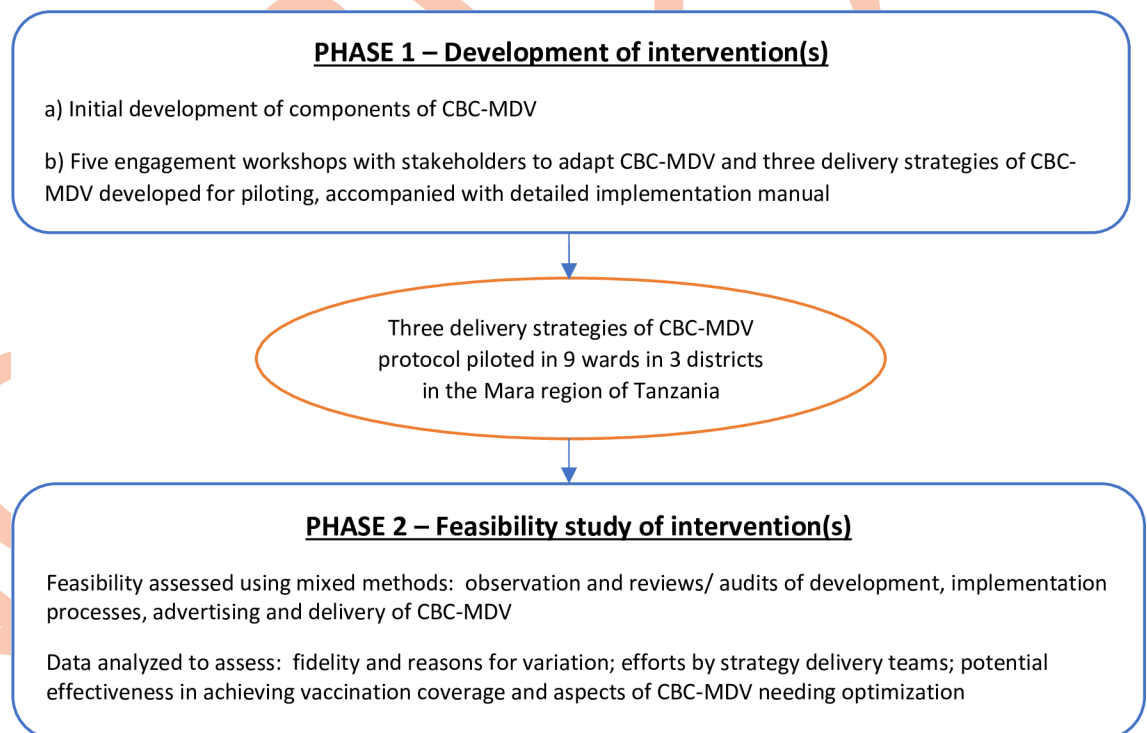 PHASE 1 – Development of intervention(s)
a) Initial development of components of CBC-MDV
b) Five engagement workshops with stakeholders to adapt CBC-MDV and three delivery strategies of CBC-
MDV developed for piloting, accompanied with detailed implementation manual
Three delivery strategies of CBC-MDV
protocol piloted in 9 wards in 3 districts
in the Mara region of Tanzania
PHASE 2 – Feasibility study of intervention(s)
Feasibility assessed using mixed methods:  observation and reviews/ audits of development, implementation
processes, advertising and delivery of CBC-MDV
Data analyzed to assess:  fidelity and reasons for variation; efforts by strategy delivery teams; potential
effectiveness in achieving vaccination coverage and aspects of CBC-MDV needing optimization